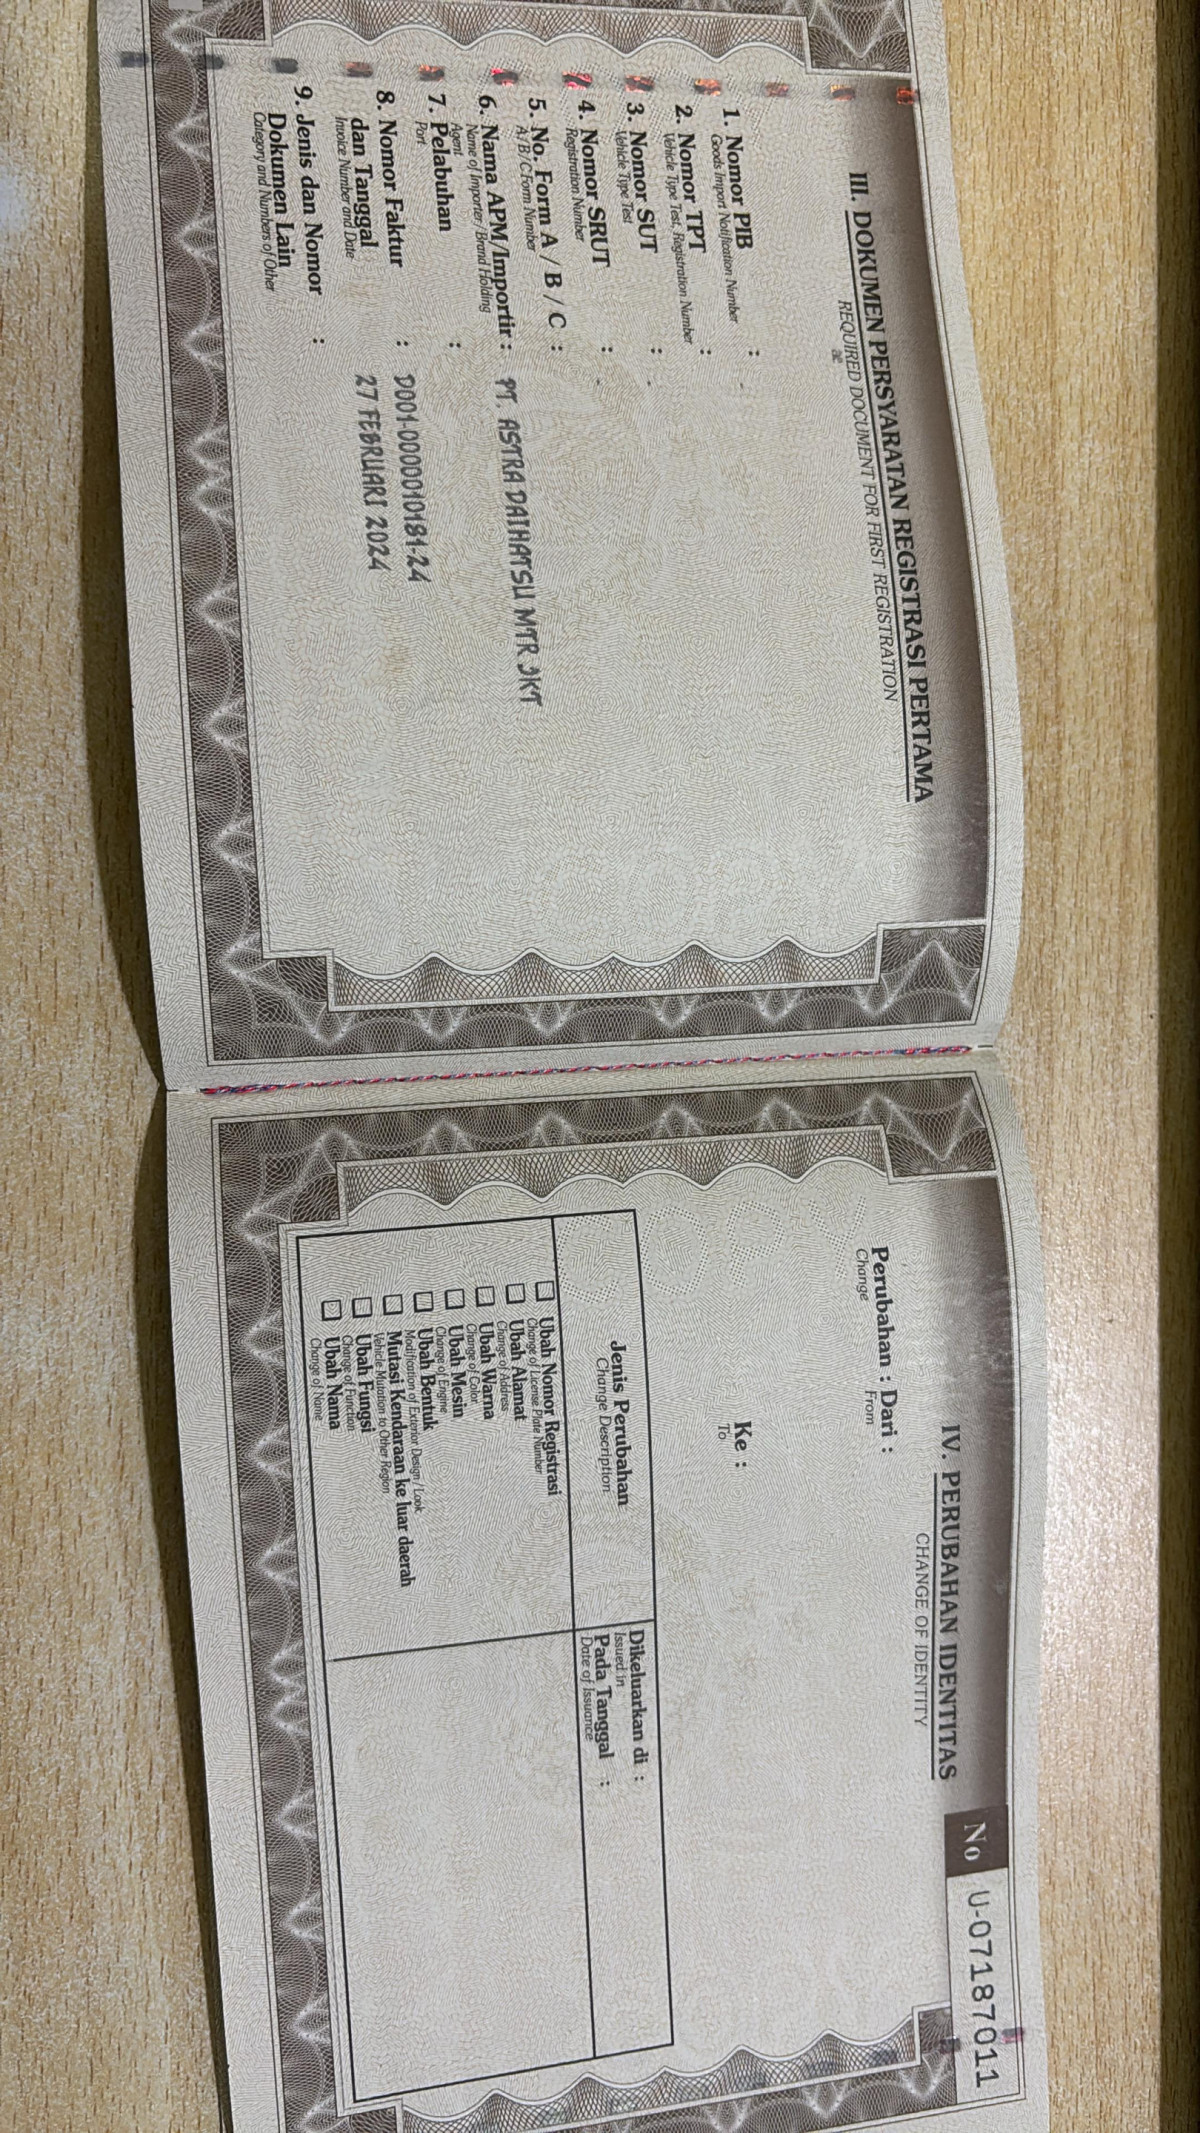 III. DOKUMEN PERSYARATAN REGISTRASI PERTAMA
REQUIRED DOCUMENT FOR FIRST REGISTRATION
1. Nomor PIB : -
Goods Import Notification Number
2. Nomor TPT :
Vehicle Type Test, Registration Number
3. Nomor SUT : -
Vehicle Type Test
4. Nomor SRUT : -
Registration Number
5. No. Form A / B / C :
A / B / C Form Number
6. Nama APM/Importir : PT. ASTRA DAIHATSU MTR JKT
Name of Importer/Brand Holding
Agent
7. Pelabuhan :
Port
8. Nomor Faktur : D001-0000010181-24
dan Tanggal 27 FEBRUARI 2024
Invoice Number and Date
9. Jenis dan Nomor :
Dokumen Lain
Category and Numbers of Other
No U-07187011
IV. PERUBAHAN IDENTITAS
CHANGE OF IDENTITY
Perubahan : Dari :
Change From
Ke :
To
Jenis Perubahan
Change Description
Dikeluarkan di :
Issued in
Pada Tanggal :
Date of Issuance
Ubah Nomor Registrasi
Change of License Plate Number
Ubah Alamat
Change of Address
Ubah Warna
Change of Color
Ubah Mesin
Change of Engine
Ubah Bentuk
Modification of Exterior Design / Look
Mutasi Kendaraan ke luar daerah
Vehicle Mutation to Other Region
Ubah Fungsi
Change of Function
Ubah Nama
Change of Name